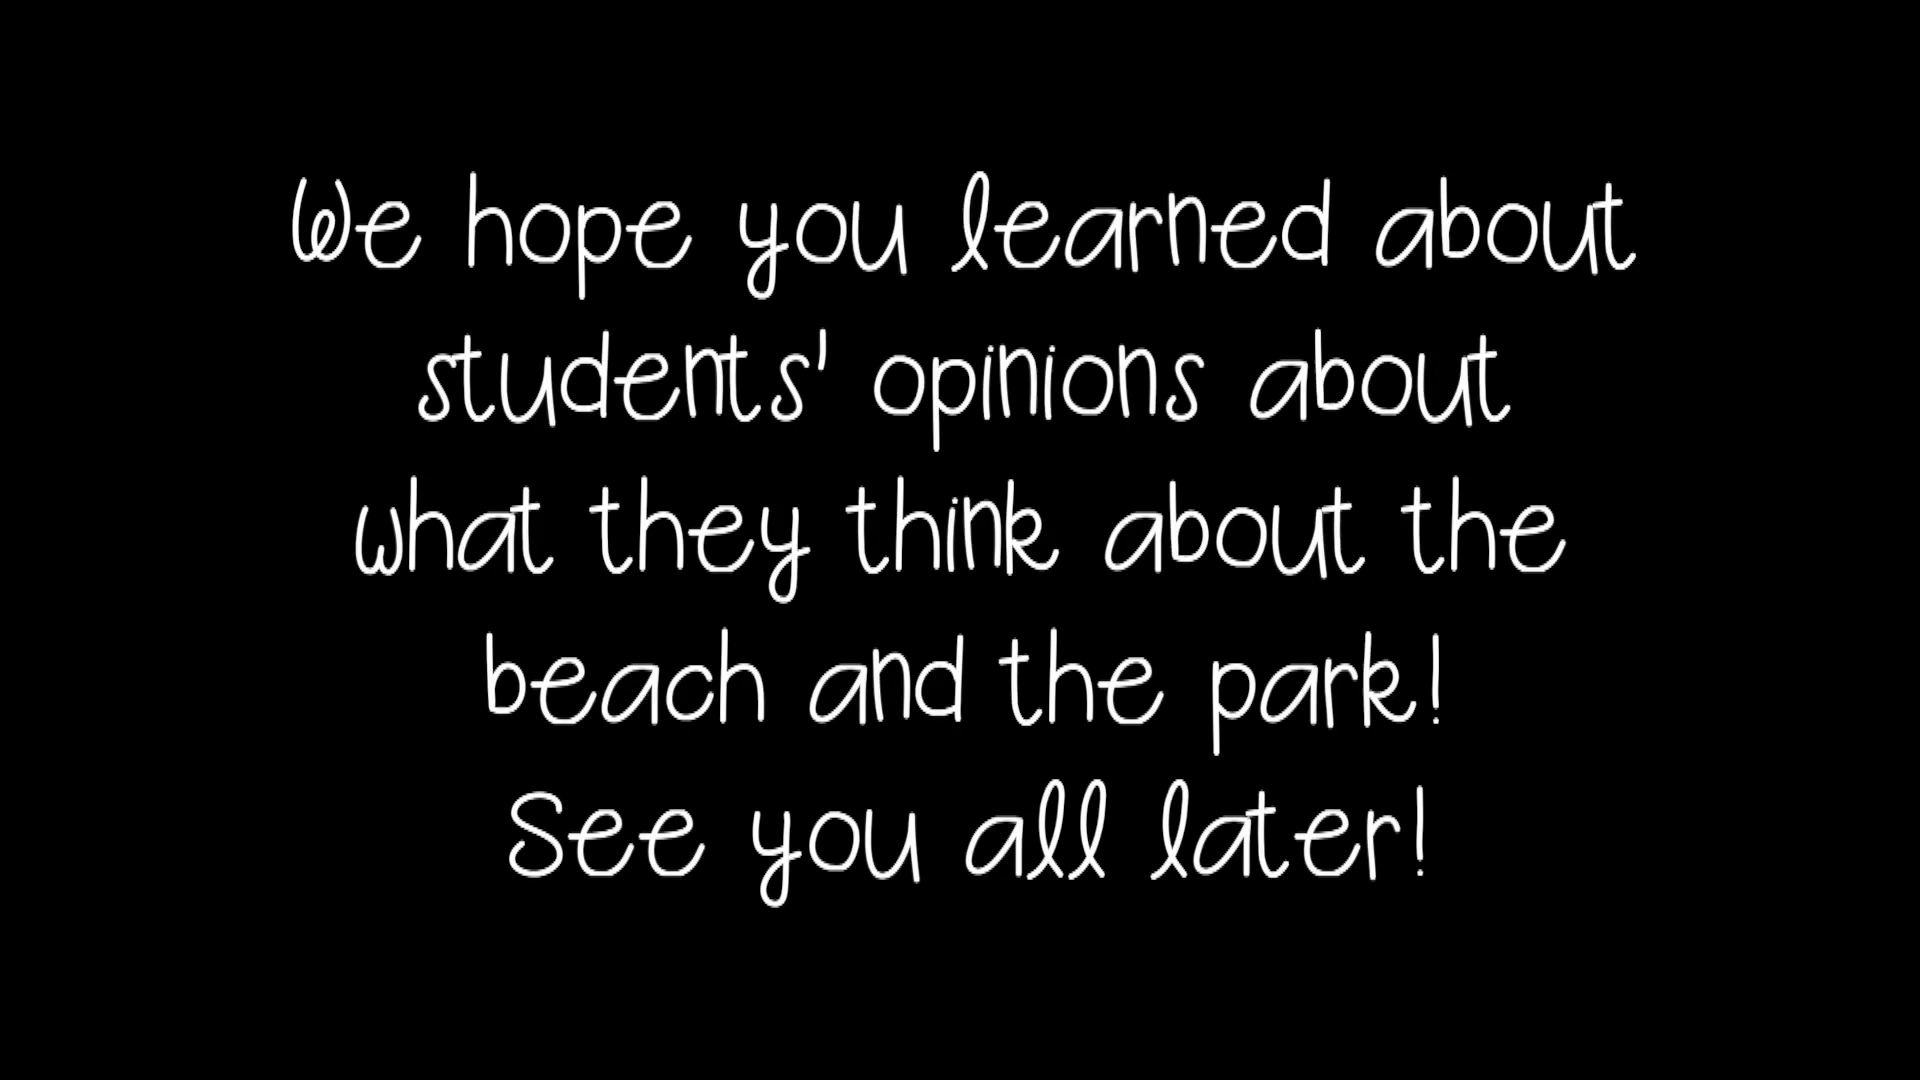 We hope you learned about
students' opinions about
what they think about the
beach and the park!
See you all later!